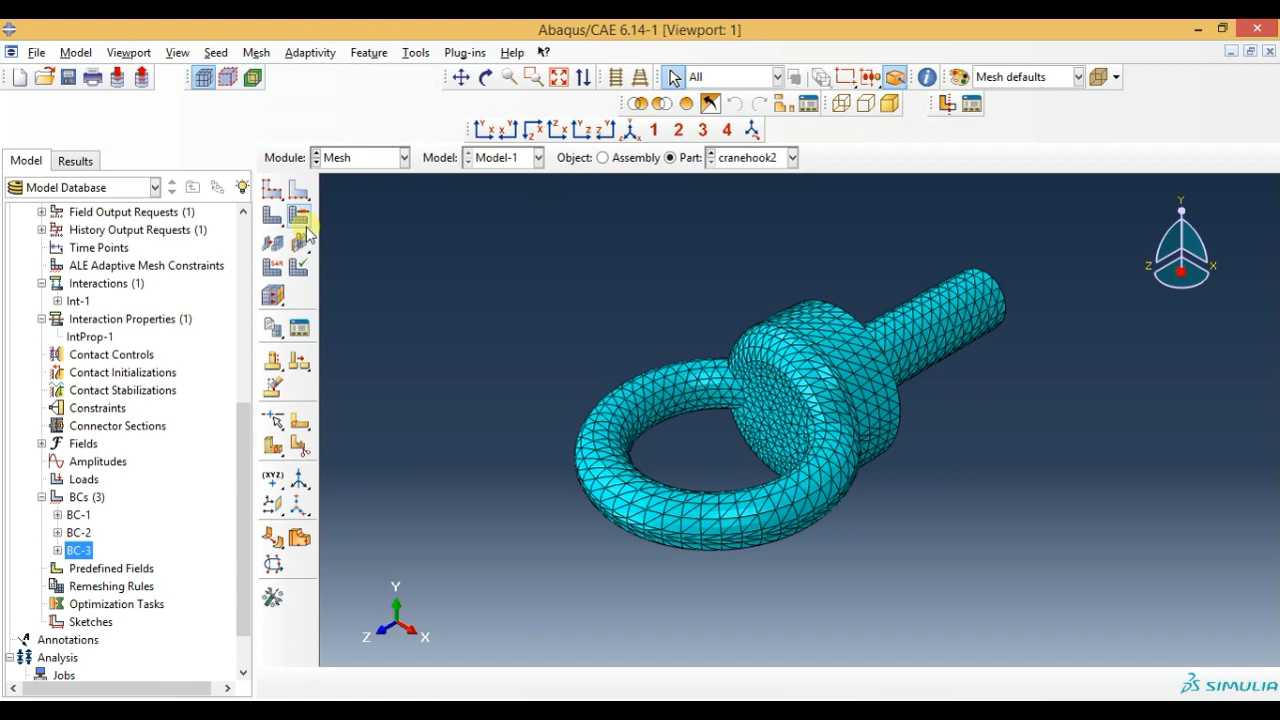 Abaqus/CAE 6.14-1 [Viewport: 1]
File Model Viewport View Seed Mesh Adaptivity Feature Tools Plug-ins Help
All
Mesh defaults
1 2 3 4
Model Results
Module: Mesh Model: Model-1 Object: Assembly Part: cranehook2
Model Database
Field Output Requests (1)
History Output Requests (1)
Time Points
ALE Adaptive Mesh Constraints
Interactions (1)
Int-1
Interaction Properties (1)
IntProp-1
Contact Controls
Contact Initializations
Contact Stabilizations
Constraints
Connector Sections
Fields
Amplitudes
Loads
BCs (3)
BC-1
BC-2
BC-3
Predefined Fields
Remeshing Rules
Optimization Tasks
Sketches
Annotations
Analysis
Jobs
(XYZ)
Y
Z X
Y
Z X
SIMULIA